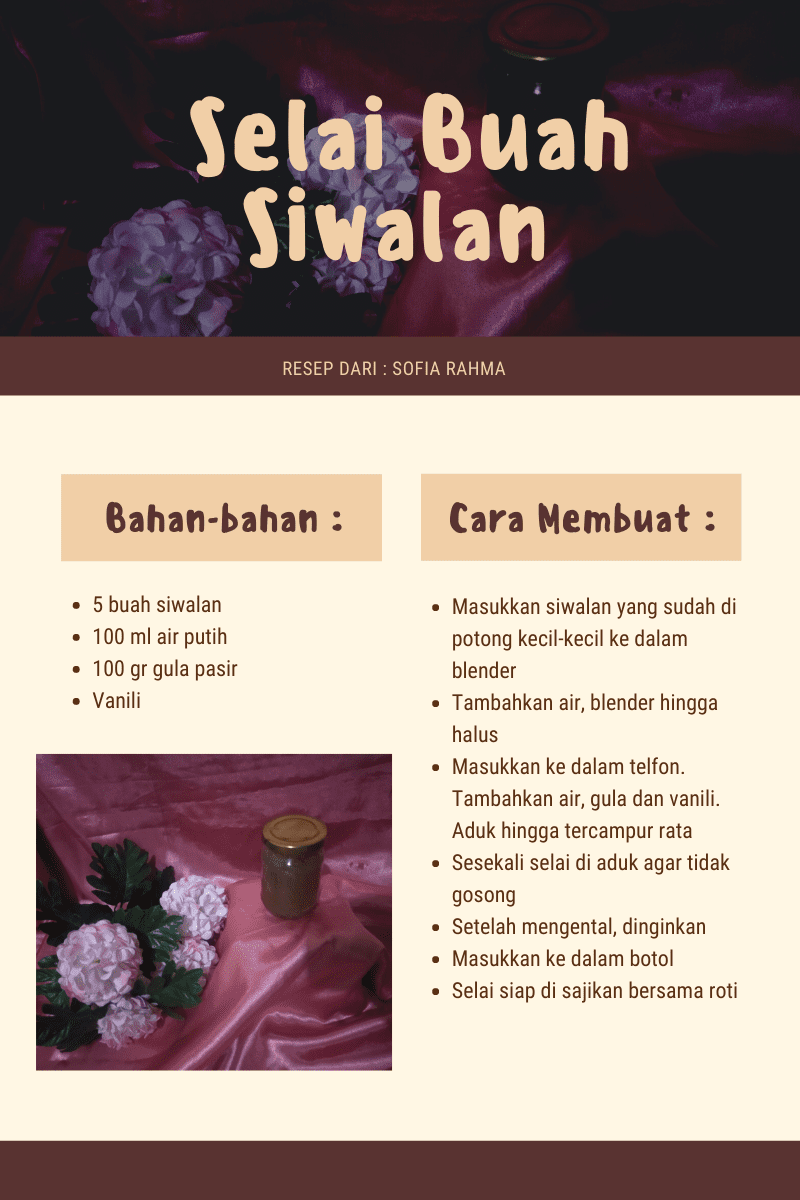 Selai Buah
Siwalan
RESEP DARI : SOFIA RAHMA
Bahan-bahan :
• 5 buah siwalan
• 100 ml air putih
• 100 gr gula pasir
• Vanili
Cara Membuat :
• Masukkan siwalan yang sudah di
potong kecil-kecil ke dalam
blender
• Tambahkan air, blender hingga
halus
• Masukkan ke dalam telfon.
Tambahkan air, gula dan vanili.
Aduk hingga tercampur rata
• Sesekali selai di aduk agar tidak
gosong
• Setelah mengental, dinginkan
• Masukkan ke dalam botol
• Selai siap di sajikan bersama roti